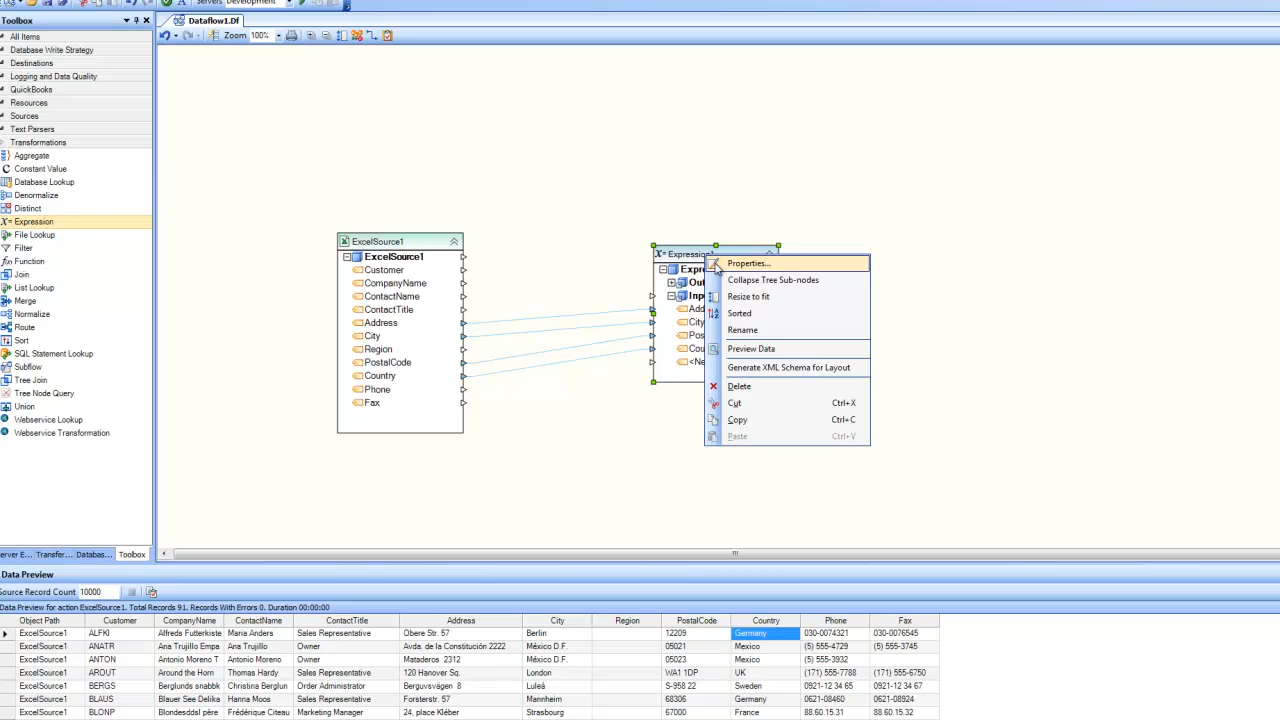 Servers Development
Toolbox
Dataflow1.Df
All Items
Zoom 100%
Database Write Strategy
Destinations
Logging and Data Quality
QuickBooks
Resources
Sources
Text Parsers
Transformations
Aggregate
Constant Value
Database Lookup
Denormalize
Distinct
Expression
File Lookup
Filter
Function
Join
List Lookup
Merge
Normalize
Route
Sort
SQL Statement Lookup
Subflow
Tree Join
Tree Node Query
Union
Webservice Lookup
Webservice Transformation
erver E... Transfer... Databas... Toolbox
ExcelSource1
ExcelSource1
Customer
CompanyName
ContactName
ContactTitle
Address
City
Region
PostalCode
Country
Phone
Fax
Expression1
Expre
Out
Inp
Add
City
Pos
Cou
<Ne
Properties...
Collapse Tree Sub-nodes
Resize to fit
Sorted
Rename
Preview Data
Generate XML Schema for Layout
Delete
Cut Ctrl+X
Copy Ctrl+C
Paste Ctrl+V
Data Preview
Source Record Count 10000
Data Preview for action ExcelSource1. Total Records 91. Records With Errors 0. Duration 00:00:00
Object Path Customer CompanyName ContactName ContactTitle Address City Region PostalCode Country Phone Fax
ExcelSource1 ALFKI Alfreds Futterkiste Maria Anders Sales Representative Obere Str. 57 Berlin 12209 Germany 030-0074321 030-0076545
ExcelSource1 ANATR Ana Trujillo Empa Ana Trujillo Owner Avda. de la Constitución 2222 México D.F. 05021 Mexico (5) 555-4729 (5) 555-3745
ExcelSource1 ANTON Antonio Moreno T Antonio Moreno Owner Mataderos 2312 México D.F. 05023 Mexico (5) 555-3932
ExcelSource1 AROUT Around the Horn Thomas Hardy Sales Representative 120 Hanover Sq. London WA1 1DP UK (171) 555-7788 (171) 555-6750
ExcelSource1 BERGS Berglunds snabbk Christina Berglun Order Administrator Berguvsvägen 8 Luleå S-958 22 Sweden 0921-12 34 65 0921-12 34 67
ExcelSource1 BLAUS Blauer See Delika Hanna Moos Sales Representative Forsterstr. 57 Mannheim 68306 Germany 0621-08460 0621-08924
ExcelSource1 BLONP Blondesddsl père Frédérique Citeau Marketing Manager 24, place Kléber Strasbourg 67000 France 88.60.15.31 88.60.15.32